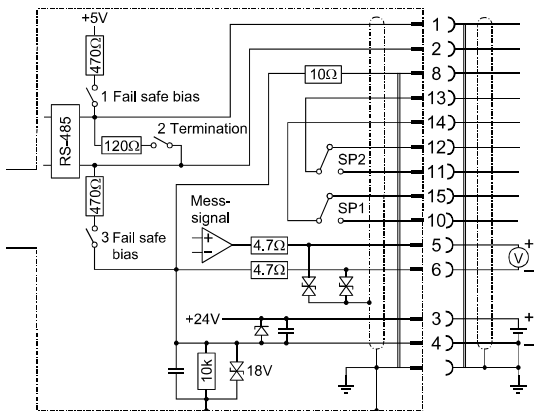 +5V
470Ω
1 Fail safe bias
RS-485
120Ω
2 Termination
470Ω
3 Fail safe
bias
Mess-
signal
+
-
4.7Ω
4.7Ω
10Ω
SP2
SP1
+24V
10k
18V
1
2
8
13
14
12
11
15
10
5
6
3
4
+
V
-
+
-